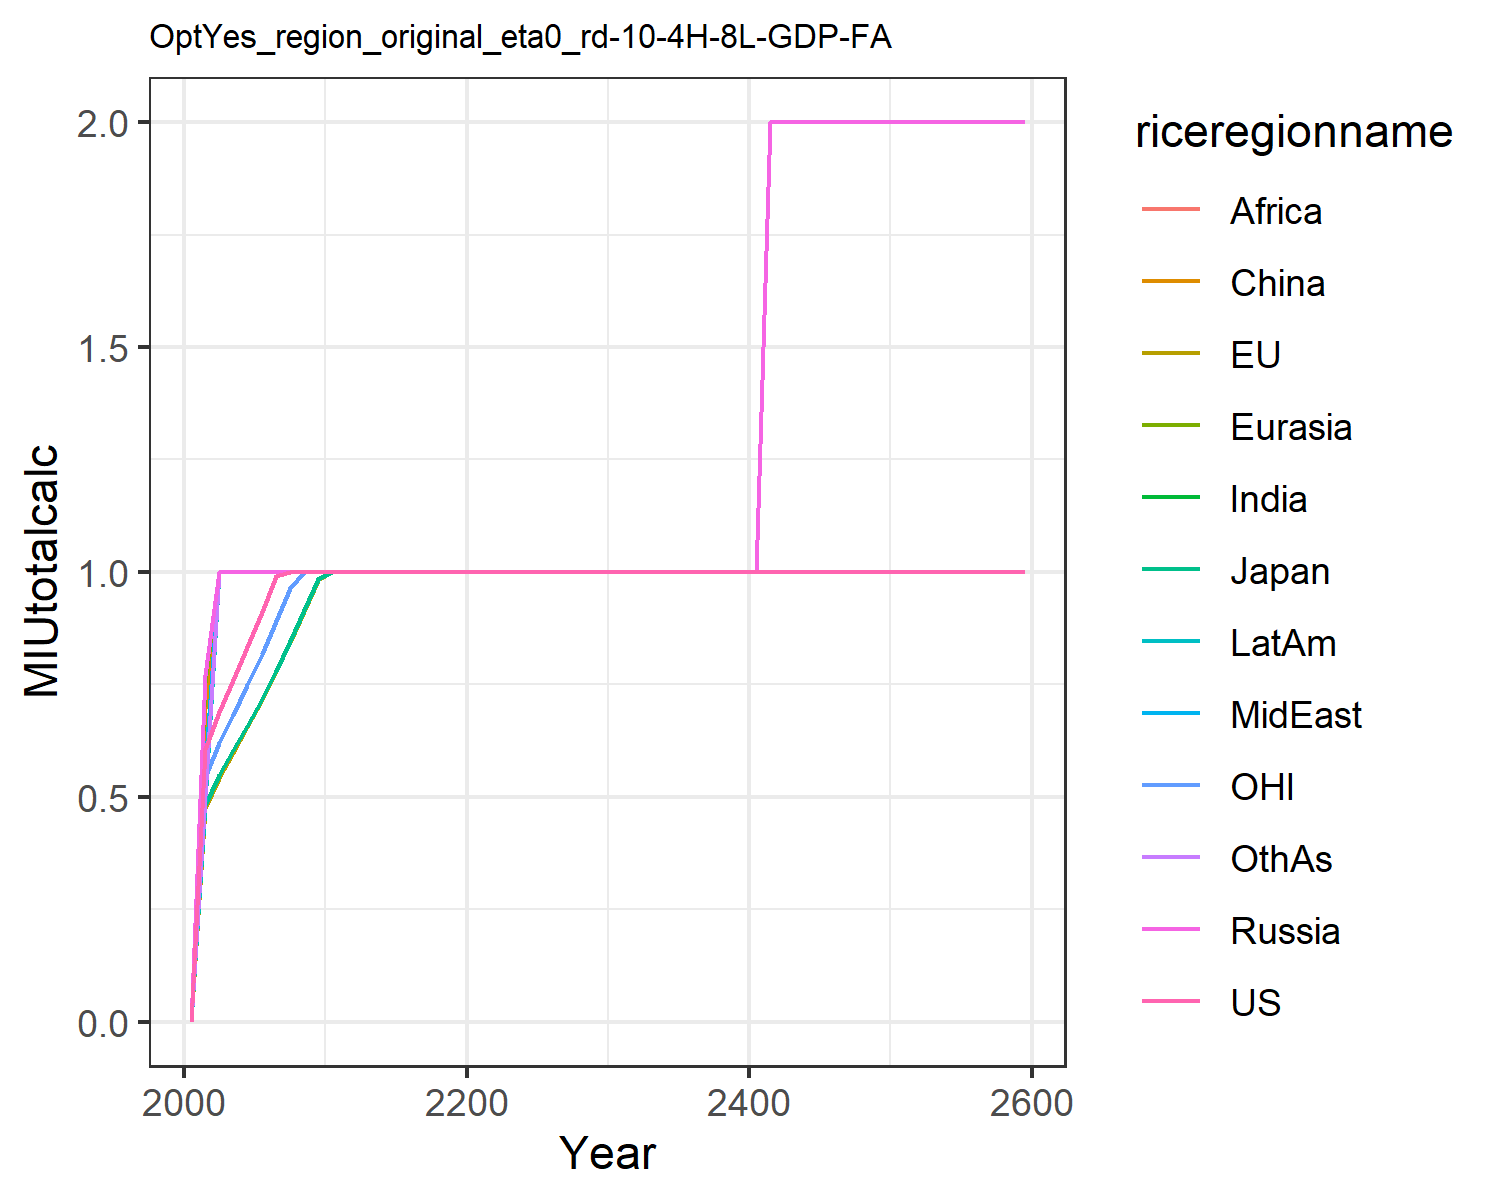 OptYes_region_original_eta0_rd-10-4H-8L-GDP-FA
2.0
1.5
1.0
0.5
0.0
MIUtotalcalc
2000
2200
2400
2600
Year
riceregionname
Africa
China
EU
Eurasia
India
Japan
LatAm
MidEast
OHI
OthAs
Russia
US